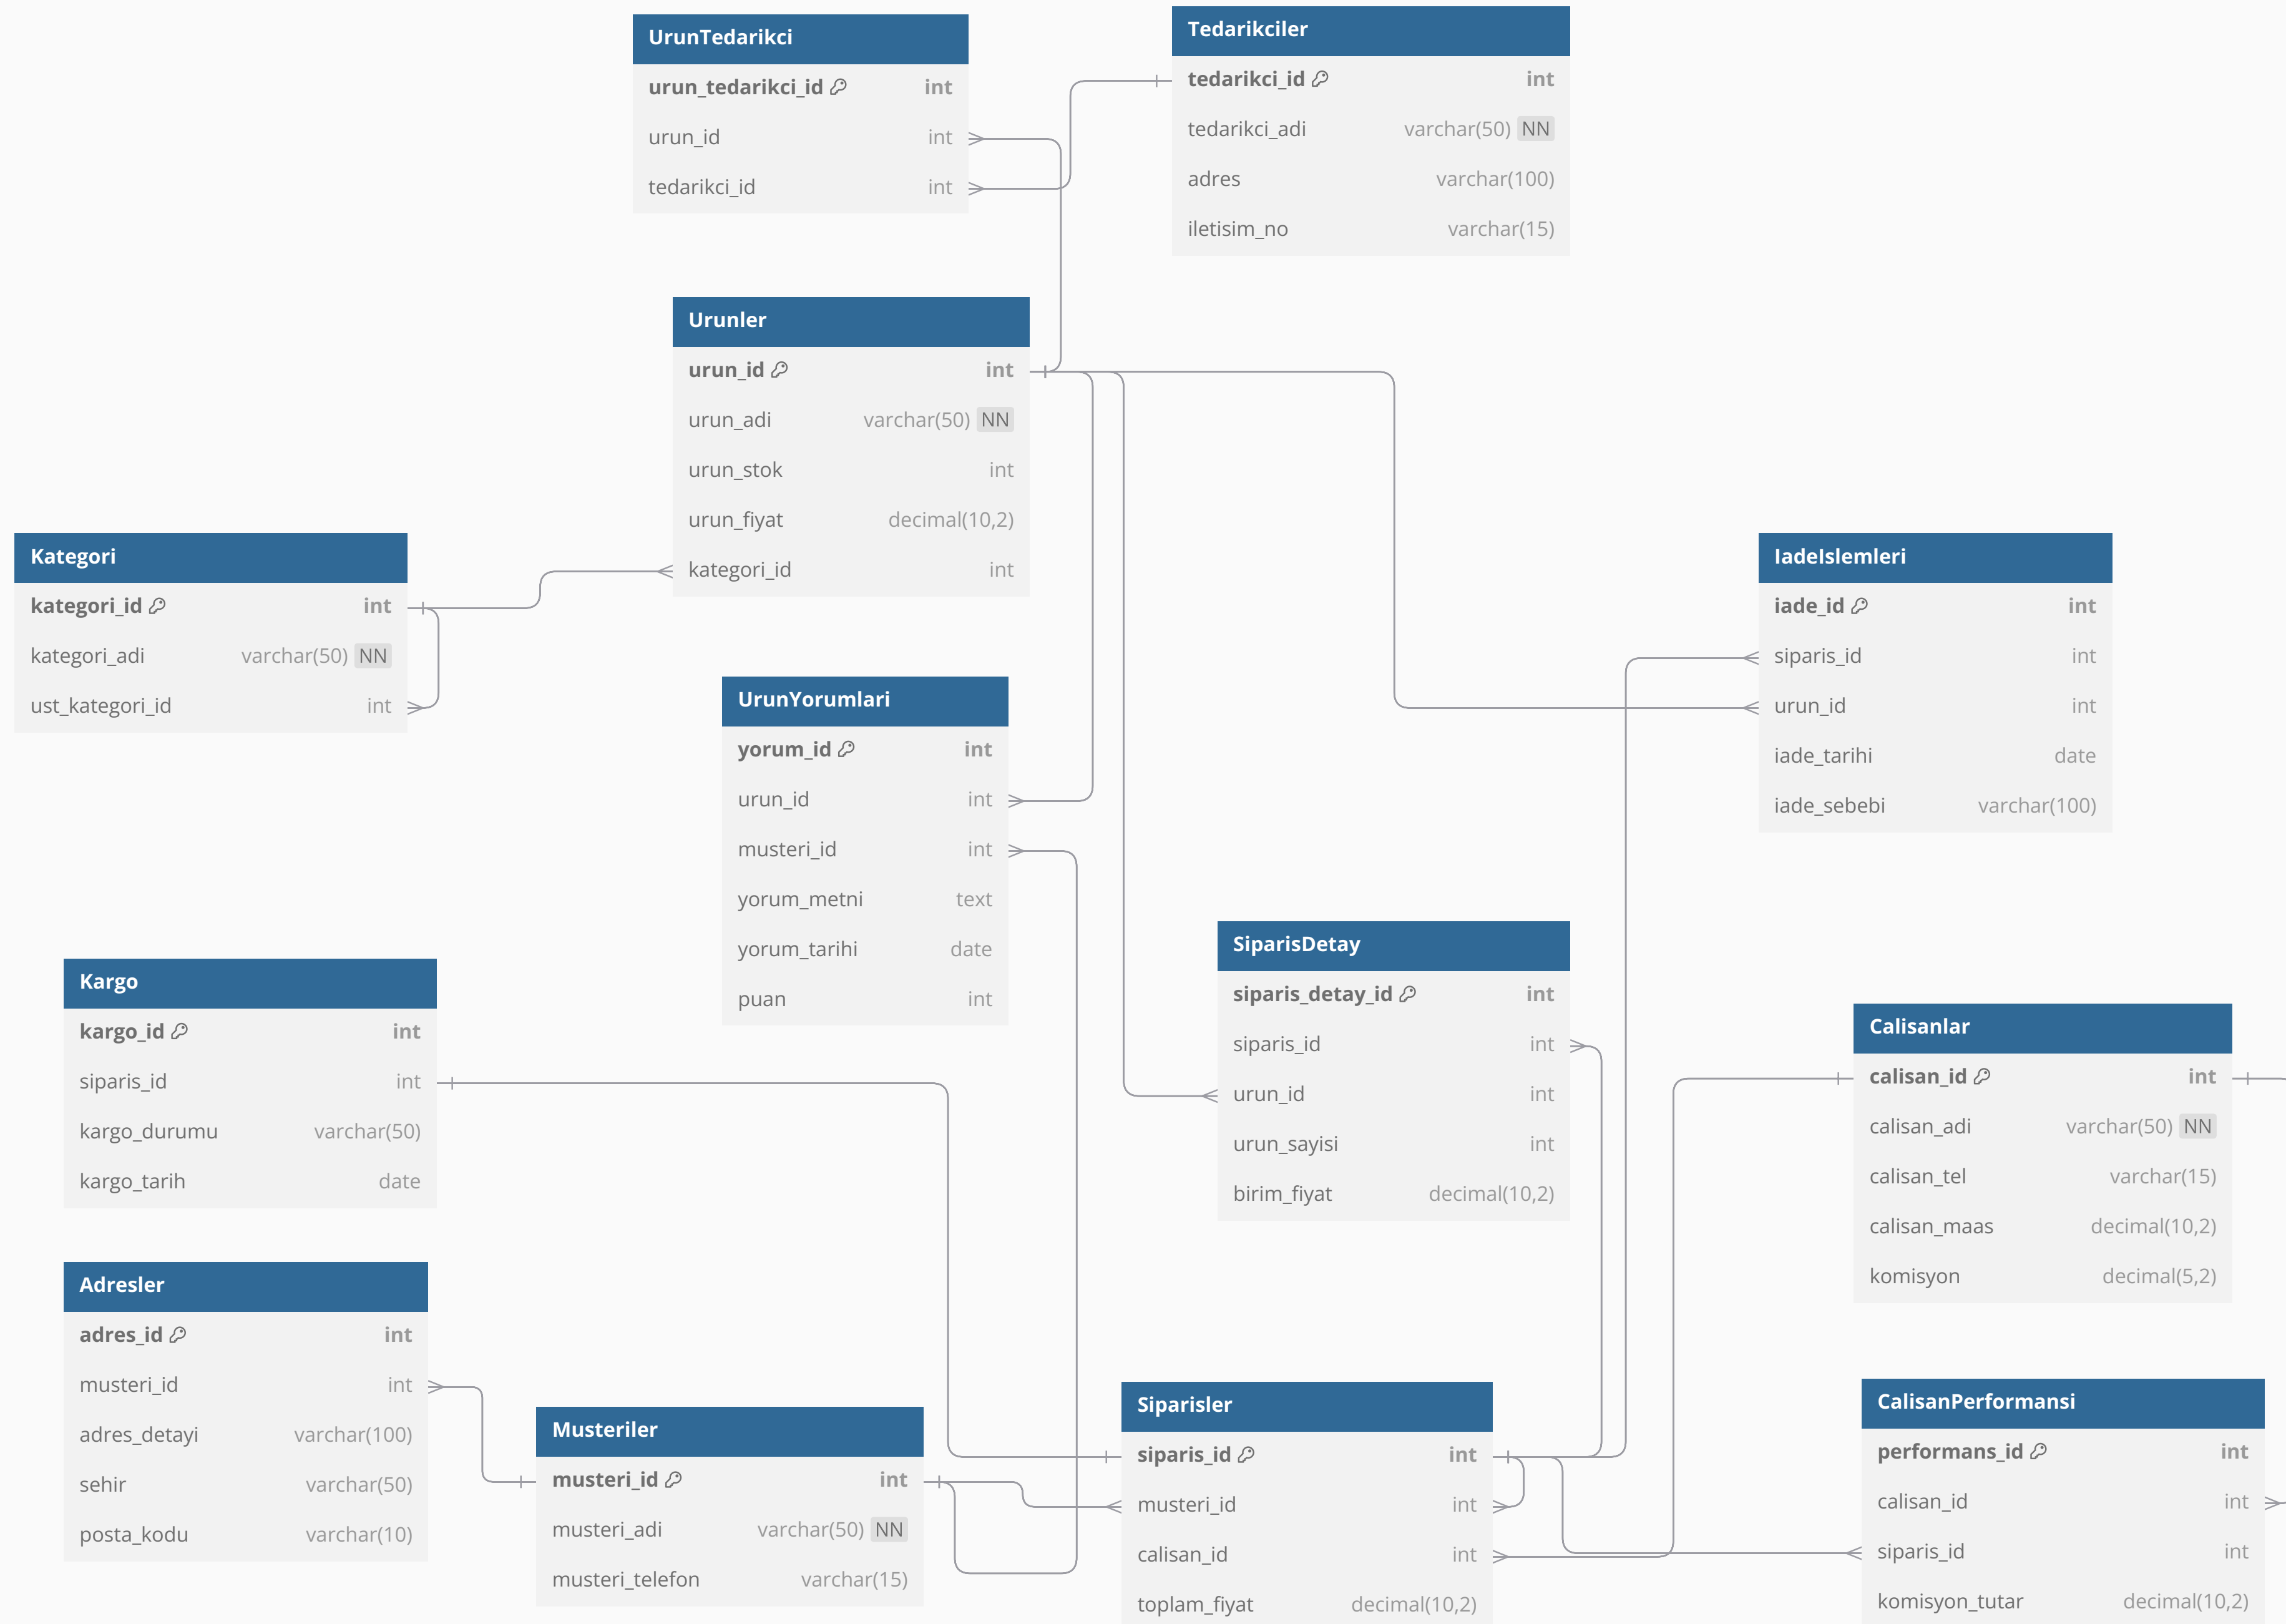 UrunTedarikci
urun_tedarikci_id int
urun_id int
tedarikci_id int
Tedarikciler
tedarikci_id int
tedarikci_adi varchar(50) NN
adres varchar(100)
iletisim_no varchar(15)
Urunler
urun_id int
urun_adi varchar(50) NN
urun_stok int
urun_fiyat decimal(10,2)
kategori_id int
Kategori
kategori_id int
kategori_adi varchar(50) NN
ust_kategori_id int
IadeIslemleri
iade_id int
siparis_id int
urun_id int
iade_tarihi date
iade_sebebi varchar(100)
UrunYorumlari
yorum_id int
urun_id int
musteri_id int
yorum_metni text
yorum_tarihi date
puan int
SiparisDetay
siparis_detay_id int
siparis_id int
urun_id int
urun_sayisi int
birim_fiyat decimal(10,2)
Kargo
kargo_id int
siparis_id int
kargo_durumu varchar(50)
kargo_tarih date
Calisanlar
calisan_id int
calisan_adi varchar(50) NN
calisan_tel varchar(15)
calisan_maas decimal(10,2)
komisyon decimal(5,2)
Adresler
adres_id int
musteri_id int
adres_detayi varchar(100)
sehir varchar(50)
posta_kodu varchar(10)
Musteriler
musteri_id int
musteri_adi varchar(50) NN
musteri_telefon varchar(15)
Siparisler
siparis_id int
musteri_id int
calisan_id int
toplam_fiyat decimal(10,2)
CalisanPerformansi
performans_id int
calisan_id int
siparis_id int
komisyon_tutar decimal(10,2)